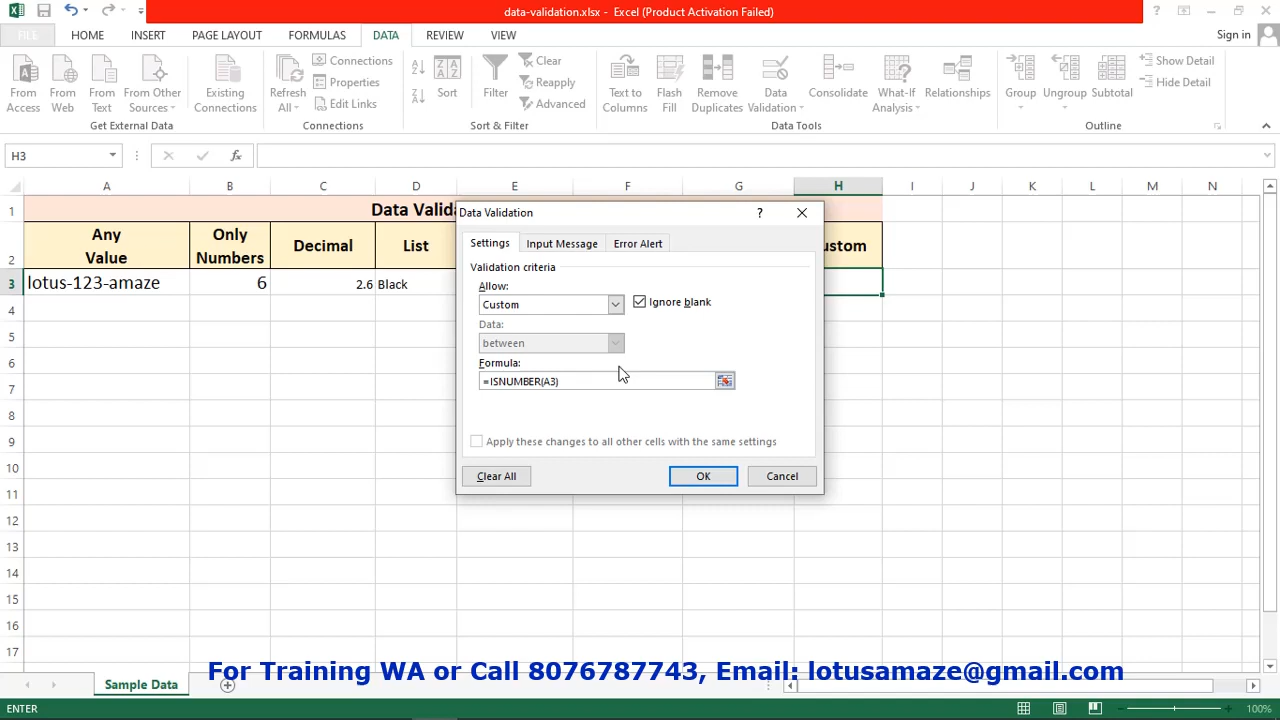 data-validation.xlsx - Excel (Product Activation Failed)
FILE HOME INSERT PAGE LAYOUT FORMULAS DATA REVIEW VIEW Sign in
From Access
From Web
From Text
From Other Sources
Existing Connections
Get External Data
Refresh All
Connections
Properties
Edit Links
Connections
Sort
Filter
Clear
Reapply
Advanced
Sort & Filter
Text to Columns
Flash Fill
Remove Duplicates
Data Validation
Consolidate
What-If Analysis
Relationships
Data Tools
Group
Ungroup
Subtotal
Show Detail
Hide Detail
Outline
H3 fx
A B C D E F G H I J K L M N
1 Data Valid
2 Any Value Only Numbers Decimal List
3 lotus-123-amaze 6 2.6 Black
4
5
6
7
8
9
10
11
12
13
14
15
16
17
Data Validation ?
Settings Input Message Error Alert
Validation criteria
Allow:
Custom Ignore blank
Data:
between
Formula:
=ISNUMBER(A3)
Apply these changes to all other cells with the same settings
Clear All OK Cancel
For Training WA or Call 8076787743, Email: lotusamaze@gmail.com
Sample Data
ENTER 100%